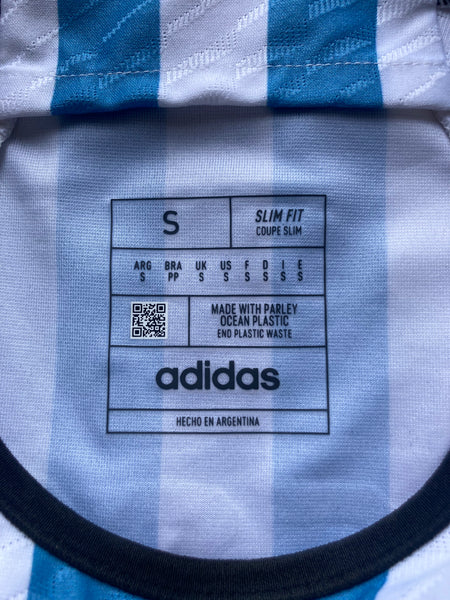 S
SLIM FIT
COUPE SLIM
ARG BRA UK US F D I E
S PP S S S S S S
MADE WITH PARLEY
OCEAN PLASTIC
END PLASTIC WASTE
adidas
HECHO EN ARGENTINA